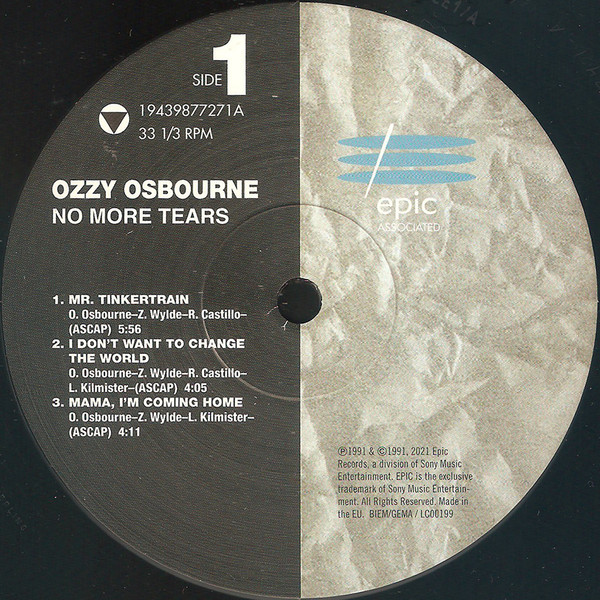 SIDE 1
19439877271A
33 1/3 RPM
OZZY OSBOURNE
NO MORE TEARS
1. MR. TINKERTRAIN
O. Osbourne–Z. Wylde–R. Castillo–
(ASCAP) 5:56
2. I DON'T WANT TO CHANGE
THE WORLD
O. Osbourne–Z. Wylde–R. Castillo–
L. Kilmister–(ASCAP) 4:05
3. MAMA, I'M COMING HOME
O. Osbourne–Z. Wylde–L. Kilmister–
(ASCAP) 4:11
epic
ASSOCIATED
℗1991 & ©1991, 2021 Epic
Records, a division of Sony Music
Entertainment. EPIC is the exclusive
trademark of Sony Music Entertain-
ment. All Rights Reserved. Made in
the EU. BIEM/GEMA / LC00199